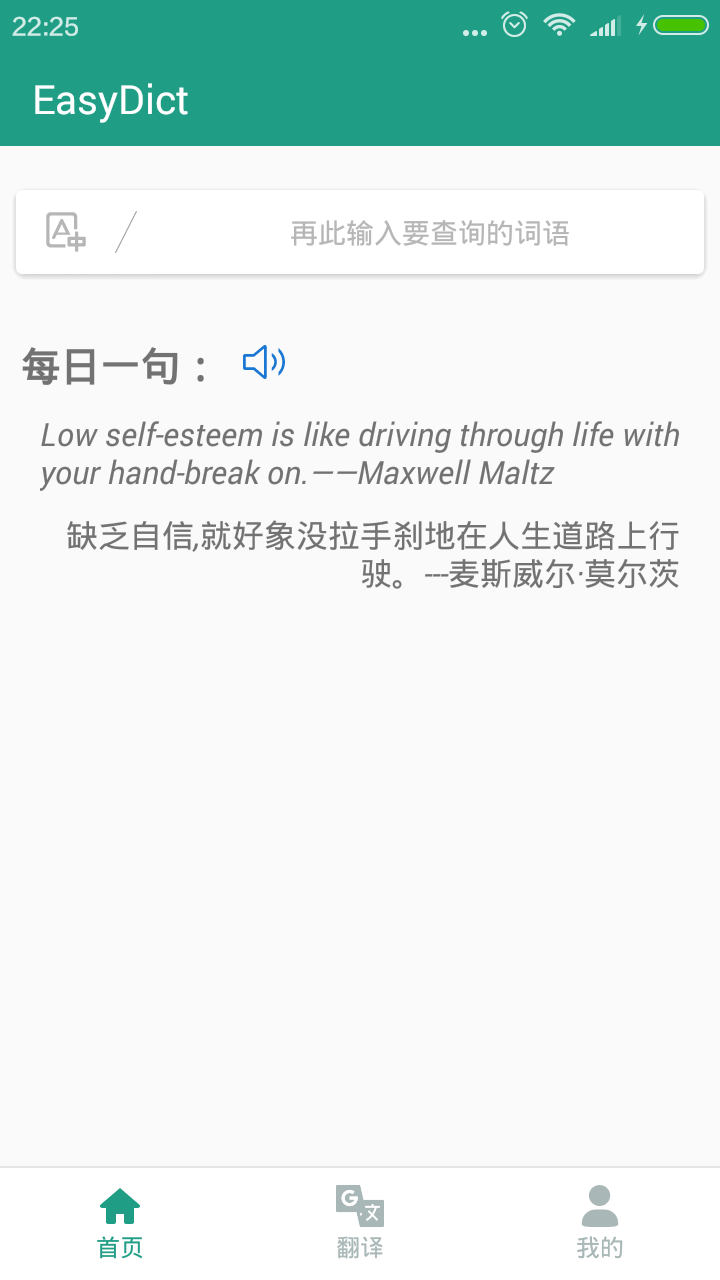 22:25
EasyDict
再此输入要查询的词语
每日一句：
Low self-esteem is like driving through life with
your hand-break on.——Maxwell Maltz
缺乏自信,就好象没拉手刹地在人生道路上行
驶。---麦斯威尔·莫尔茨
首页
翻译
我的